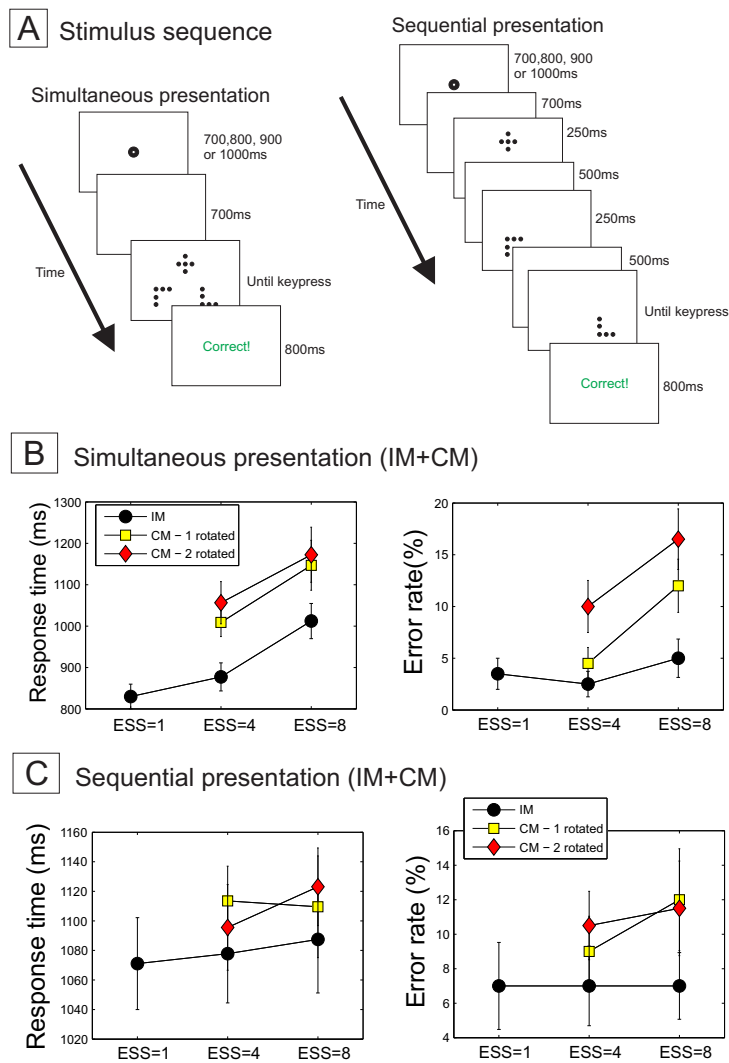 A Stimulus sequence
Simultaneous presentation
700,800, 900
or 1000ms
700ms
Until keypress
Correct!
800ms
Time
Sequential presentation
700,800, 900
or 1000ms
700ms
250ms
500ms
250ms
500ms
Until keypress
Correct!
800ms
Time
B Simultaneous presentation (IM+CM)
Response time (ms)
1300
1200
1100
1000
900
800
IM
CM − 1 rotated
CM − 2 rotated
ESS=1 ESS=4 ESS=8
Error rate(%)
20
15
10
5
0
ESS=1 ESS=4 ESS=8
C Sequential presentation (IM+CM)
Response time (ms)
1160
1140
1120
1100
1080
1060
1040
1020
ESS=1 ESS=4 ESS=8
Error rate (%)
IM
CM − 1 rotated
CM − 2 rotated
16
14
12
10
8
6
4
ESS=1 ESS=4 ESS=8